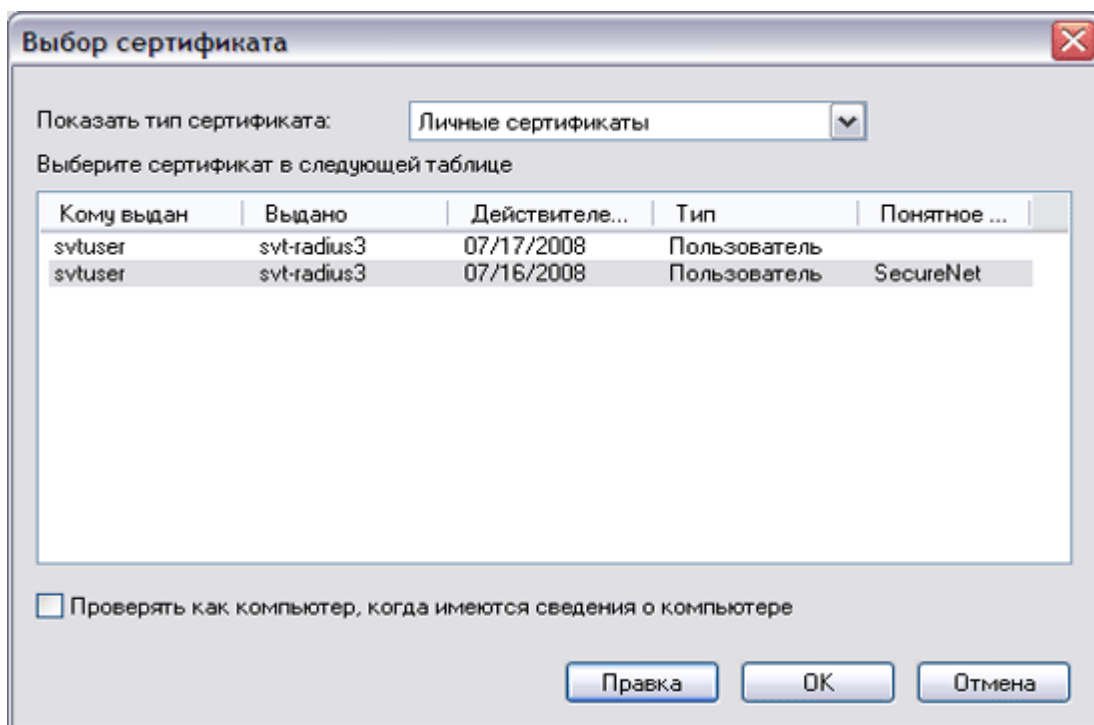 Выбор сертификата
Показать тип сертификата: Личные сертификаты
Выберите сертификат в следующей таблице
Кому выдан Выдано Действителе... Тип Понятное ...
svtuser svt-radius3 07/17/2008 Пользователь
svtuser svt-radius3 07/16/2008 Пользователь SecureNet
Проверять как компьютер, когда имеются сведения о компьютере
Правка OK Отмена